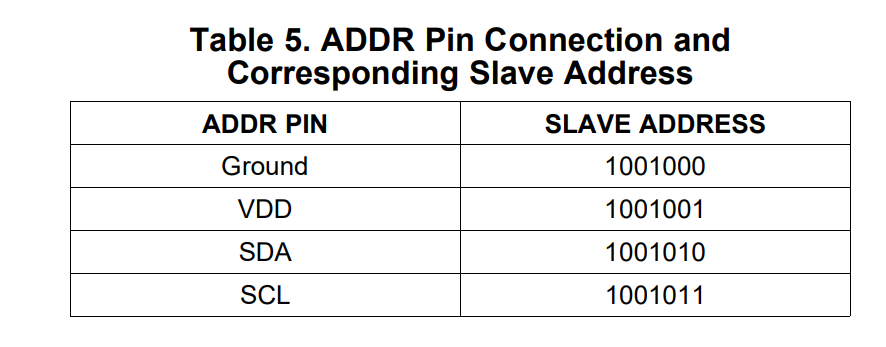 Table 5. ADDR Pin Connection and
Corresponding Slave Address
ADDR PIN SLAVE ADDRESS
Ground 1001000
VDD 1001001
SDA 1001010
SCL 1001011